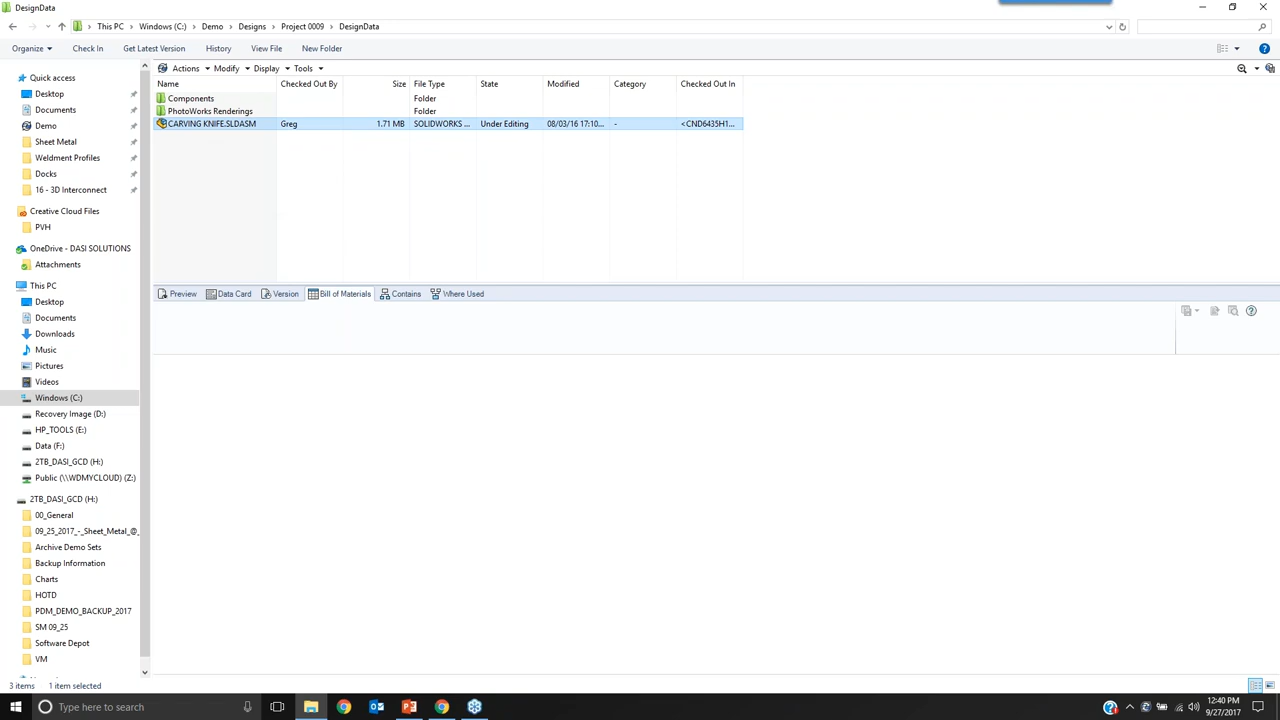 DesignData
This PC › Windows (C:) › Demo › Designs › Project 0009 › DesignData
Organize Check In Get Latest Version History View File New Folder
Actions Modify Display Tools
Name Checked Out By Size File Type State Modified Category Checked Out In
Components Folder
PhotoWorks Renderings Folder
CARVING KNIFE.SLDASM Greg 1.71 MB SOLIDWORKS ... Under Editing 08/03/16 17:10... - <CND6435H1...
Preview Data Card Version Bill of Materials Contains Where Used
Quick access
Desktop
Documents
Demo
Sheet Metal
Weldment Profiles
Docks
16 - 3D Interconnect
Creative Cloud Files
PVH
OneDrive - DASI SOLUTIONS
Attachments
This PC
Desktop
Documents
Downloads
Music
Pictures
Videos
Windows (C:)
Recovery Image (D:)
HP_TOOLS (E:)
Data (F:)
2TB_DASI_GCD (H:)
Public (\\WDMYCLOUD) (Z:)
2TB_DASI_GCD (H:)
00_General
09_25_2017_-_Sheet_Metal_@_
Archive Demo Sets
Backup Information
Charts
HOTD
PDM_DEMO_BACKUP_2017
SM 09_25
Software Depot
VM
3 items 1 item selected
Type here to search
12:40 PM
9/27/2017